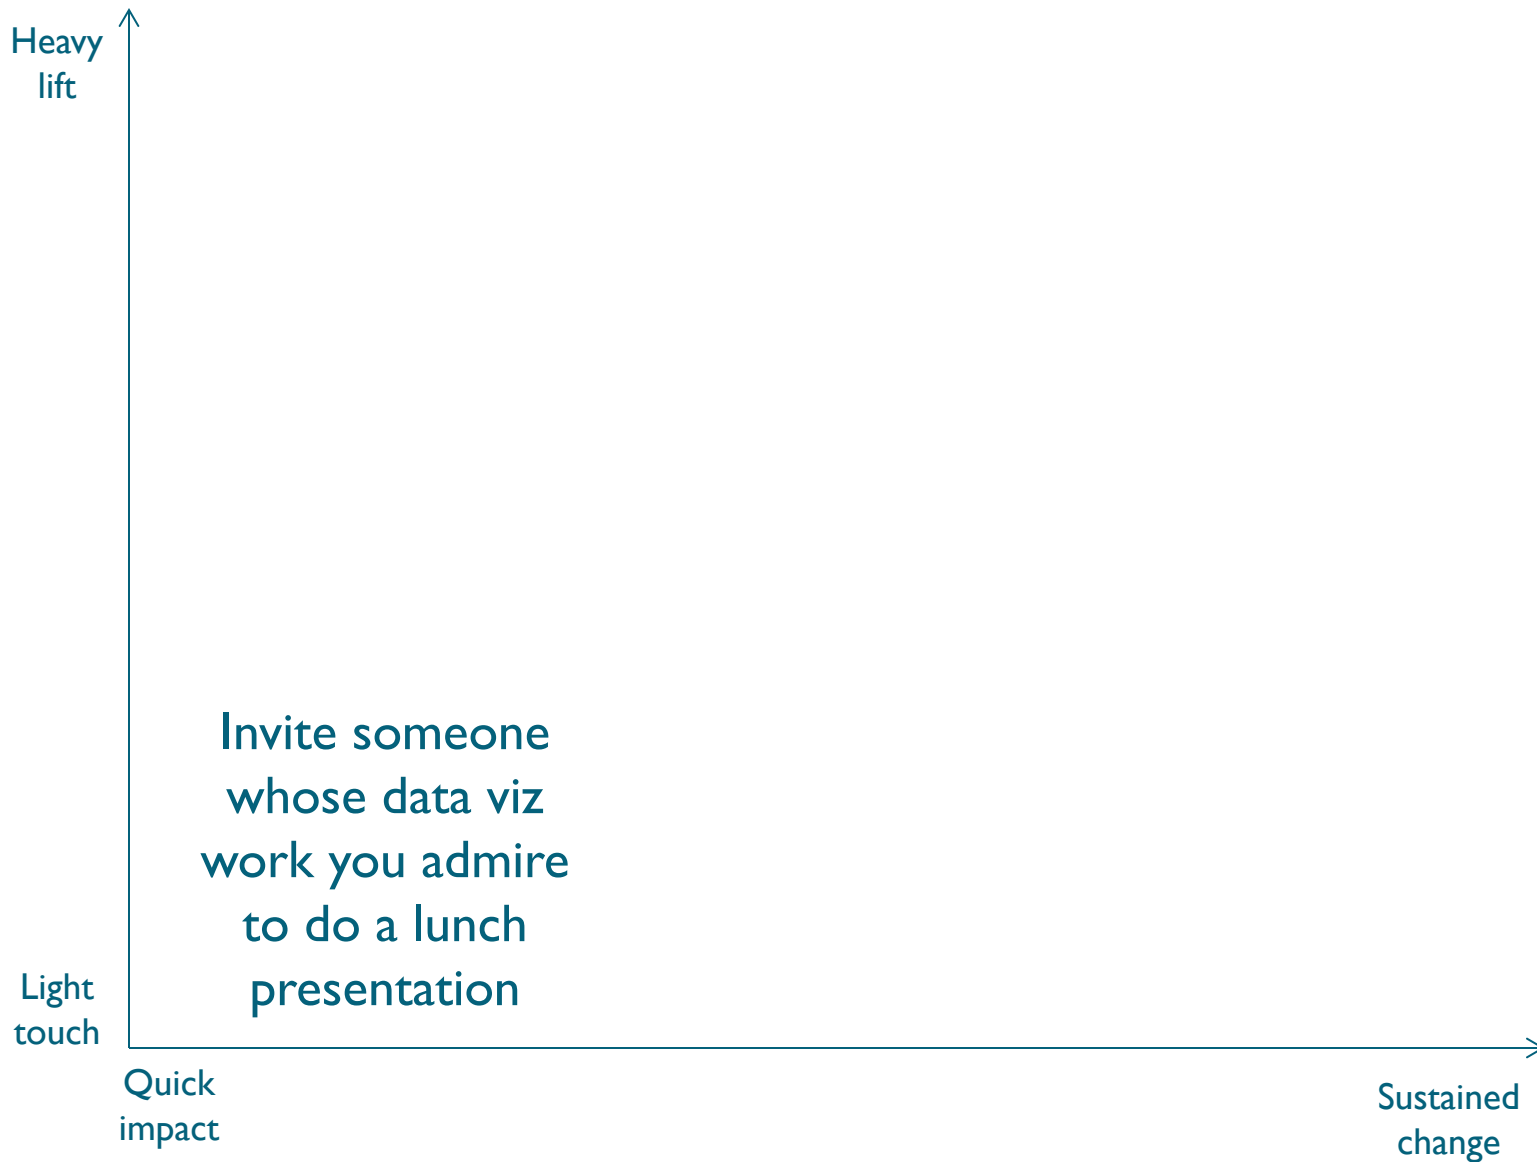 Heavy
lift
Invite someone
whose data viz
work you admire
to do a lunch
presentation
Light
touch
Quick
impact
Sustained
change